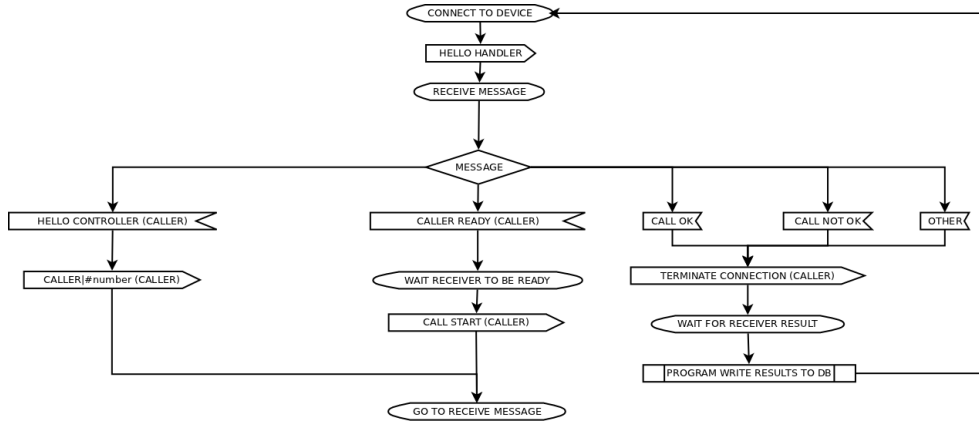 CONNECT TO DEVICE
HELLO HANDLER
RECEIVE MESSAGE
MESSAGE
HELLO CONTROLLER (CALLER)
CALLER READY (CALLER)
CALL OK
CALL NOT OK
OTHER
CALLER|#number (CALLER)
WAIT RECEIVER TO BE READY
TERMINATE CONNECTION (CALLER)
CALL START (CALLER)
WAIT FOR RECEIVER RESULT
PROGRAM WRITE RESULTS TO DB
GO TO RECEIVE MESSAGE